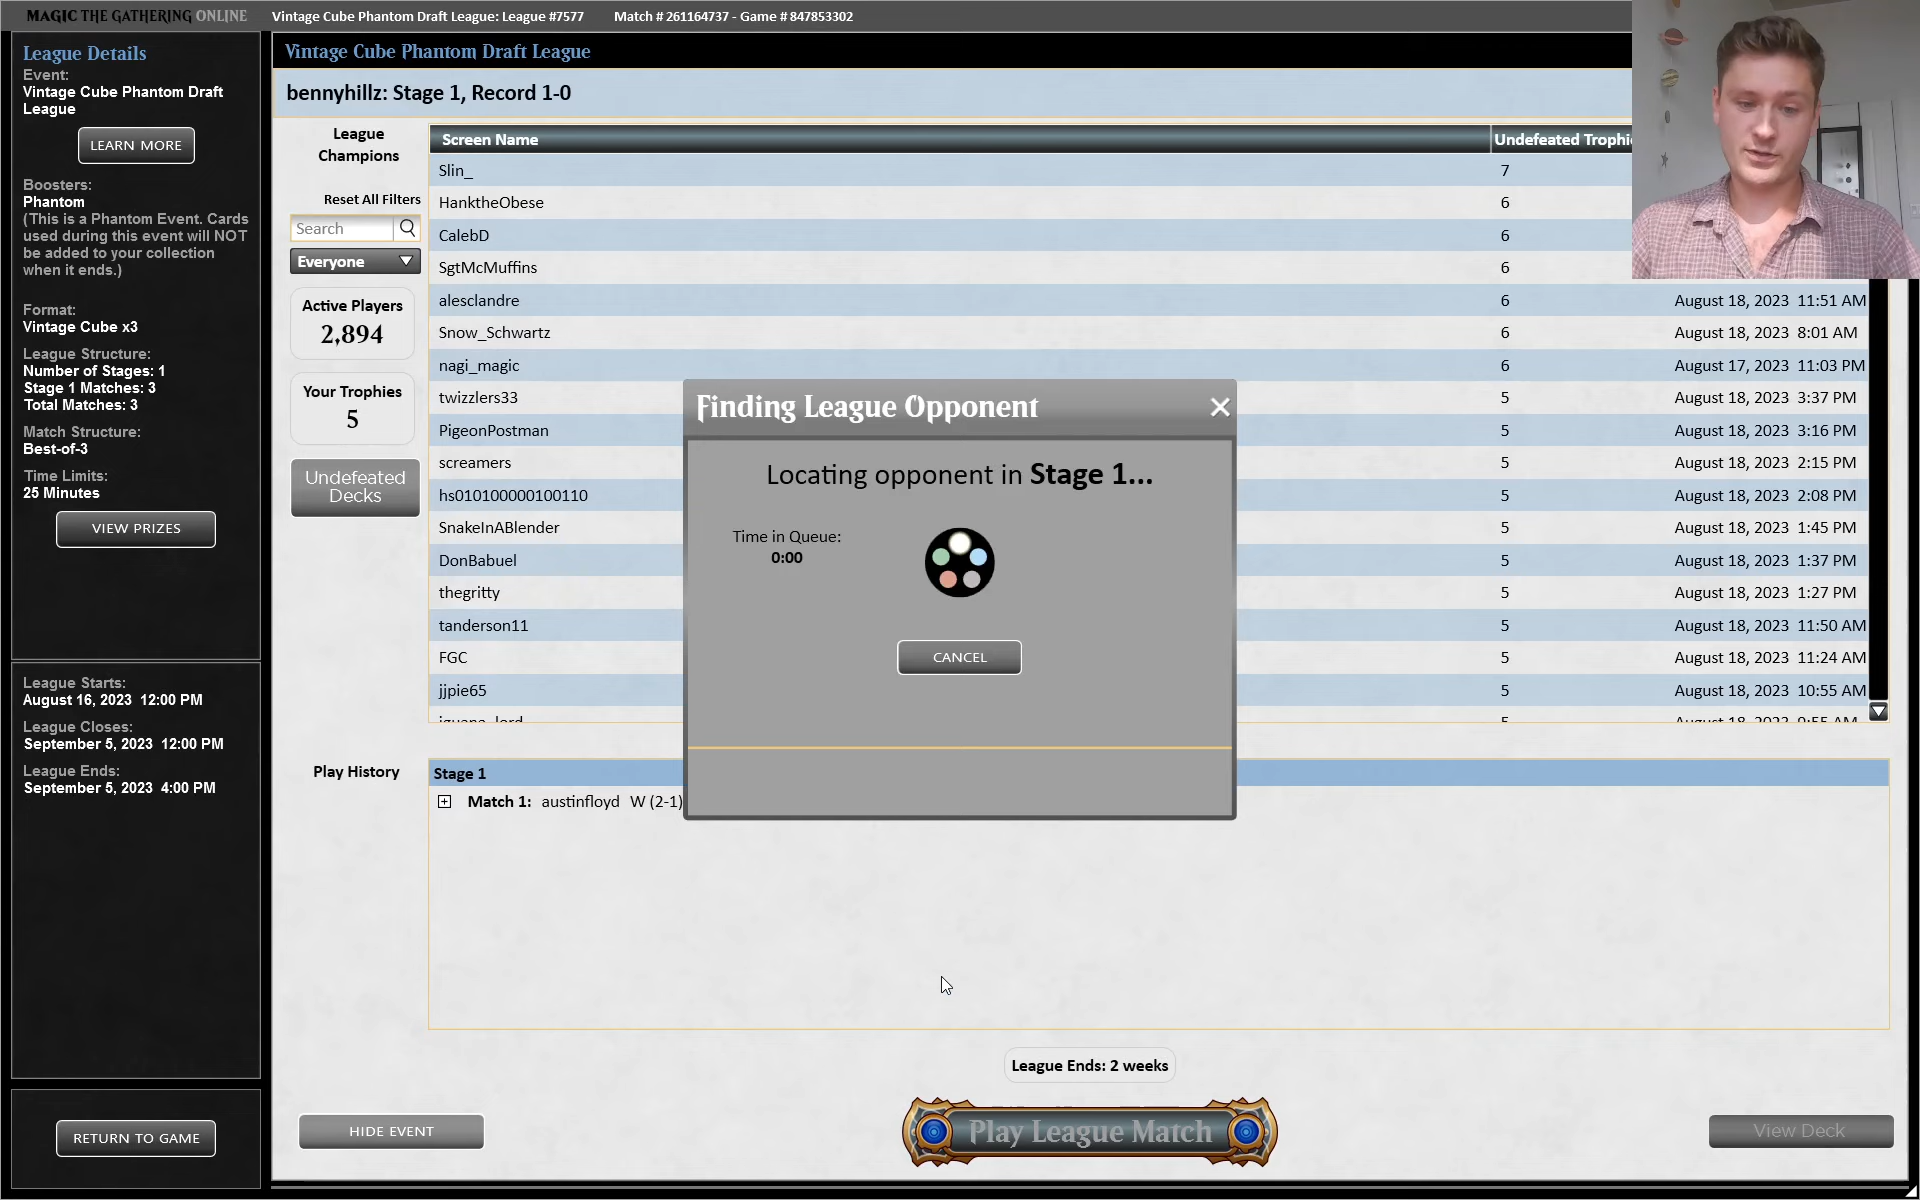 MAGIC THE GATHERING ONLINE
Vintage Cube Phantom Draft League: League #7577
Match # 261164737 - Game # 847853302
League Details
Event:
Vintage Cube Phantom Draft
League
LEARN MORE
Boosters:
Phantom
(This is a Phantom Event. Cards
used during this event will NOT
be added to your collection
when it ends.)
Format:
Vintage Cube x3
League Structure:
Number of Stages: 1
Stage 1 Matches: 3
Total Matches: 3
Match Structure:
Best-of-3
Time Limits:
25 Minutes
VIEW PRIZES
League Starts:
August 16, 2023 12:00 PM
League Closes:
September 5, 2023 12:00 PM
League Ends:
September 5, 2023 4:00 PM
RETURN TO GAME
Vintage Cube Phantom Draft League
bennyhillz: Stage 1, Record 1-0
League
Champions
Reset All Filters
Search
Everyone
Active Players
2,894
Your Trophies
5
Undefeated
Decks
Screen Name Undefeated
Slin_ 7
HanktheObese 6
CalebD 6
SgtMcMuffins 6
alesclandre 6 August 18, 2023 11:51 AM
Snow_Schwartz 6 August 18, 2023 8:01 AM
nagi_magic 6 August 17, 2023 11:03 PM
twizzlers33 5 August 18, 2023 3:37 PM
PigeonPostman 5 August 18, 2023 3:16 PM
screamers 5 August 18, 2023 2:15 PM
hs010100000100110 5 August 18, 2023 2:08 PM
SnakeInABlender 5 August 18, 2023 1:45 PM
DonBabuel 5 August 18, 2023 1:37 PM
thegritty 5 August 18, 2023 1:27 PM
tanderson11 5 August 18, 2023 11:50 AM
FGC 5 August 18, 2023 11:24 AM
jjpie65 5 August 18, 2023 10:55 AM
Finding League Opponent
Locating opponent in Stage 1...
Time in Queue:
0:00
CANCEL
Play History
Stage 1
Match 1: austinfloyd W (2-1)
League Ends: 2 weeks
HIDE EVENT
Play League Match
View Deck